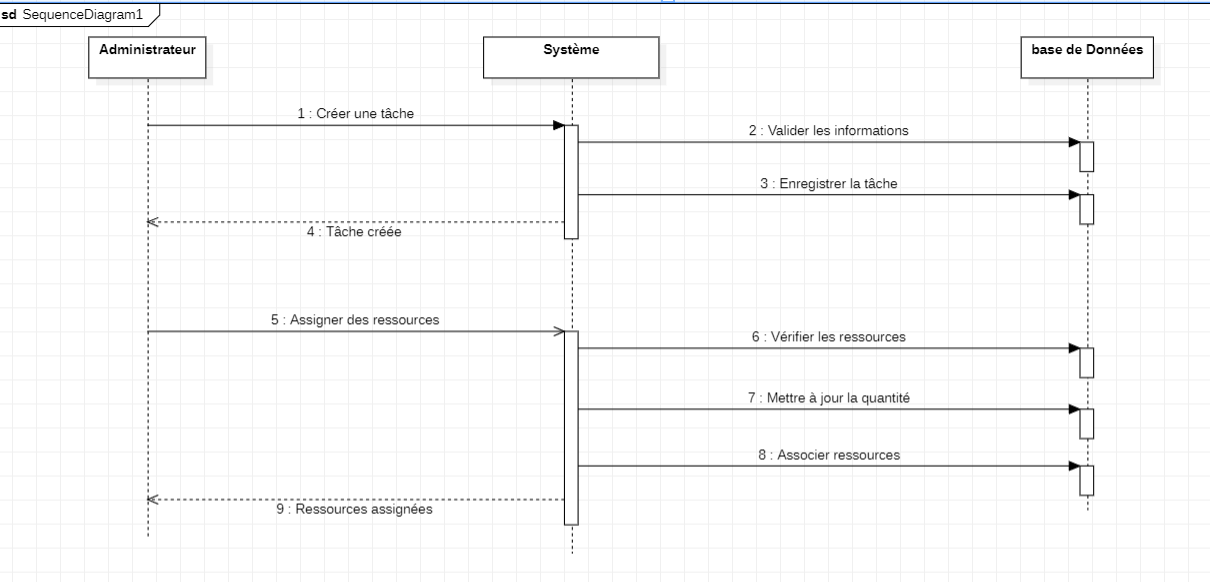 sd SequenceDiagram1
Administrateur
Système
base de Données
1 : Créer une tâche
2 : Valider les informations
3 : Enregistrer la tâche
4 : Tâche créée
5 : Assigner des ressources
6 : Vérifier les ressources
7 : Mettre à jour la quantité
8 : Associer ressources
9 : Ressources assignées